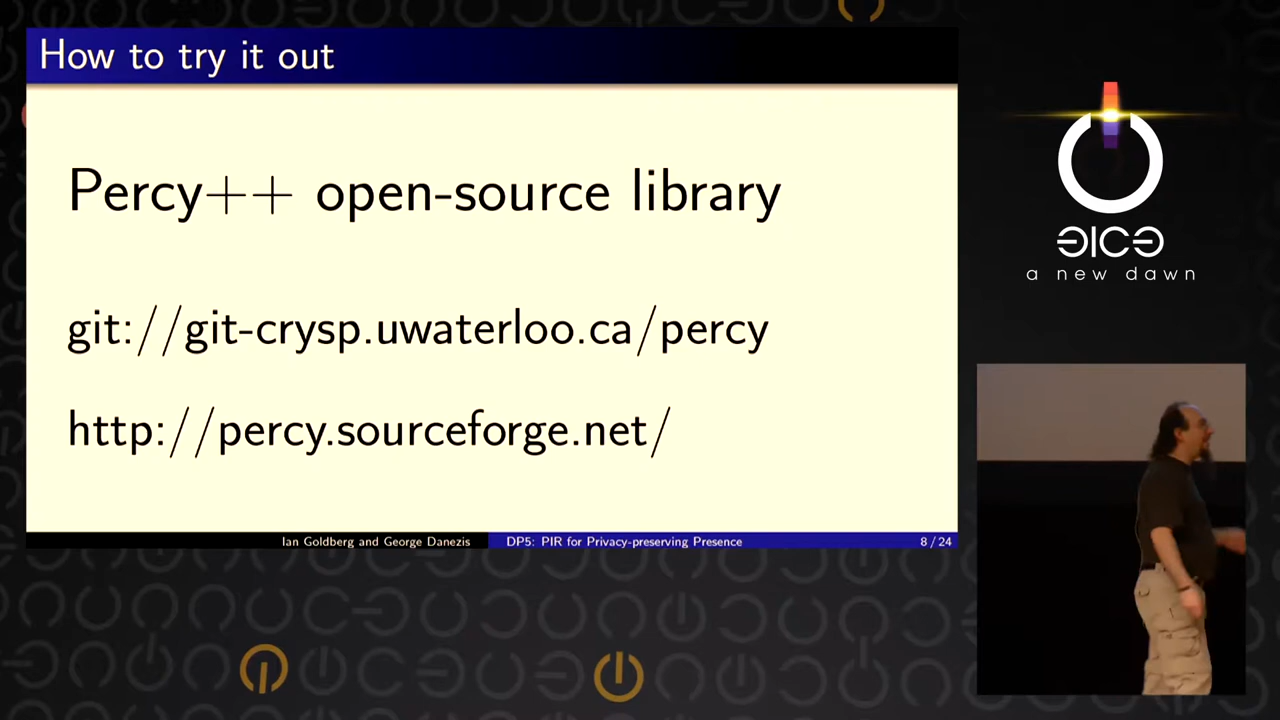 How to try it out
Percy++ open-source library
git://git-crysp.uwaterloo.ca/percy
http://percy.sourceforge.net/
Ian Goldberg and George Danezis
DP5: PIR for Privacy-preserving Presence
8 / 24
a new dawn